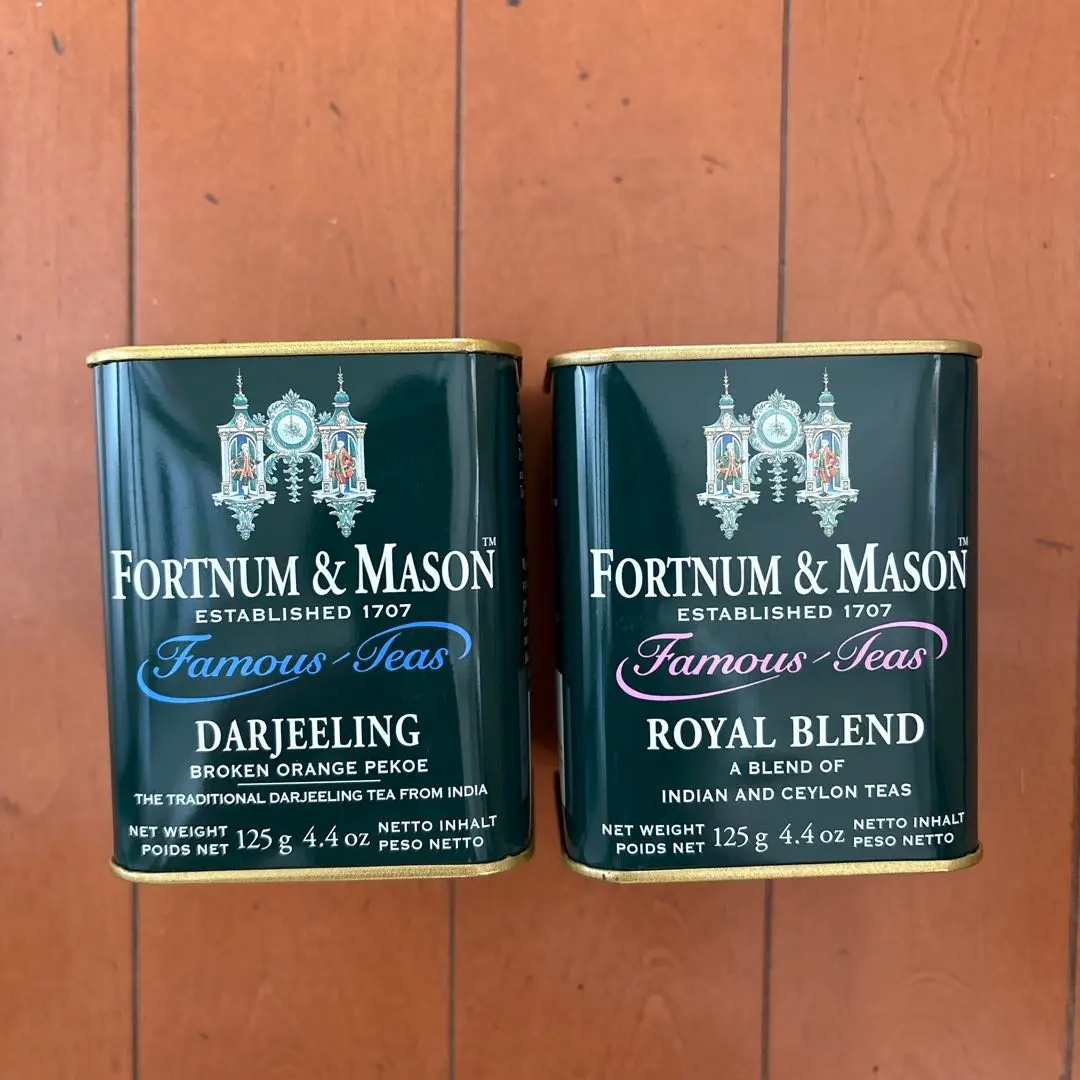 FORTNUM & MASON™
ESTABLISHED 1707
Famous Teas
DARJEELING
BROKEN ORANGE PEKOE
THE TRADITIONAL DARJEELING TEA FROM INDIA
NET WEIGHT 125 g 4.4 oz NETTO INHALT
POIDS NET PESO NETTO
FORTNUM & MASON™
ESTABLISHED 1707
Famous Teas
ROYAL BLEND
A BLEND OF
INDIAN AND CEYLON TEAS
NET WEIGHT 125 g 4.4 oz NETTO INHALT
POIDS NET PESO NETTO